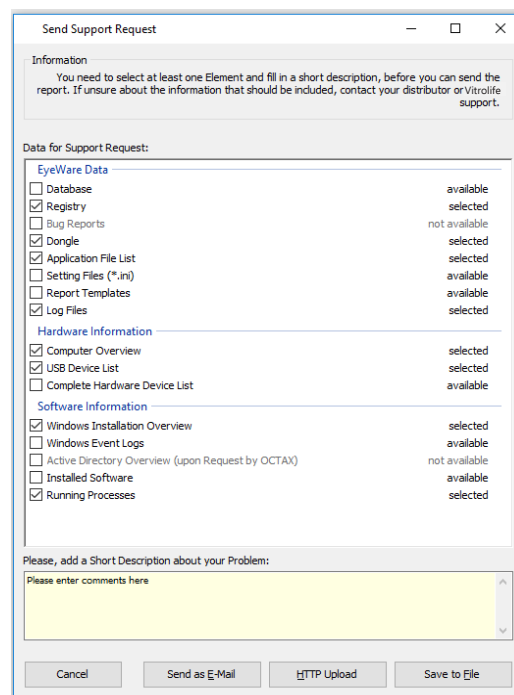 Send Support Request
Information
You need to select at least one Element and fill in a short description, before you can send the
report. If unsure about the information that should be included, contact your distributor or Vitrolife
support.
Data for Support Request:
EyeWare Data
Database available
Registry selected
Bug Reports not available
Dongle selected
Application File List selected
Setting Files (*.ini) available
Report Templates available
Log Files selected
Hardware Information
Computer Overview selected
USB Device List selected
Complete Hardware Device List available
Software Information
Windows Installation Overview selected
Windows Event Logs available
Active Directory Overview (upon Request by OCTAX) not available
Installed Software available
Running Processes selected
Please, add a Short Description about your Problem:
Please enter comments here
Cancel Send as E-Mail HTTP Upload Save to File